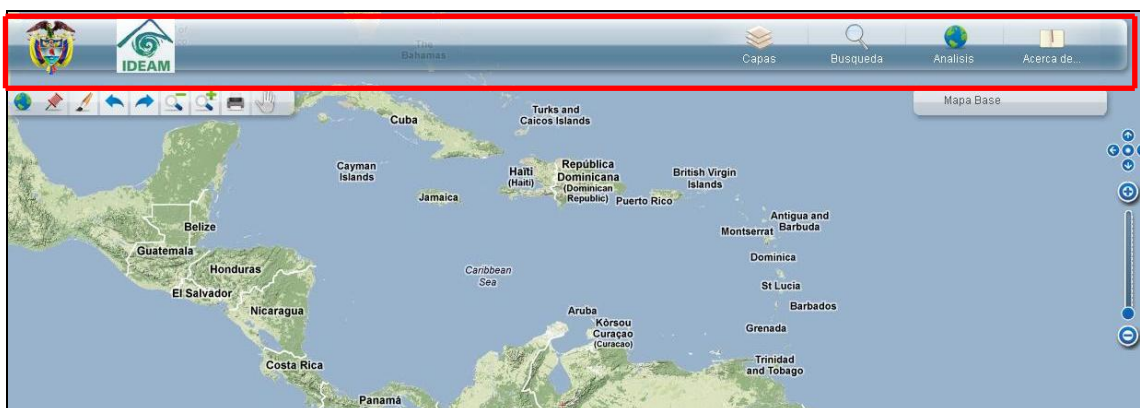 The
Bahamas
IDEAM
Capas
Busqueda
Analisis
Acerca de...
Mapa Base
Cuba
Turks and
Caicos Islands
Cayman
Islands
Haïti
(Haiti)
República
Dominicana
(Dominican
Republic)
Puerto Rico
British Virgin
Islands
Jamaica
Antigua and
Barbuda
Montserrat
Belize
Guatemala
Dominica
Honduras
Caribbean
Sea
El Salvador
St Lucia
Nicaragua
Aruba
Barbados
Kòrsou
Curaçao
(Curacao)
Grenada
Costa Rica
Trinidad
and Tobago
Panamá